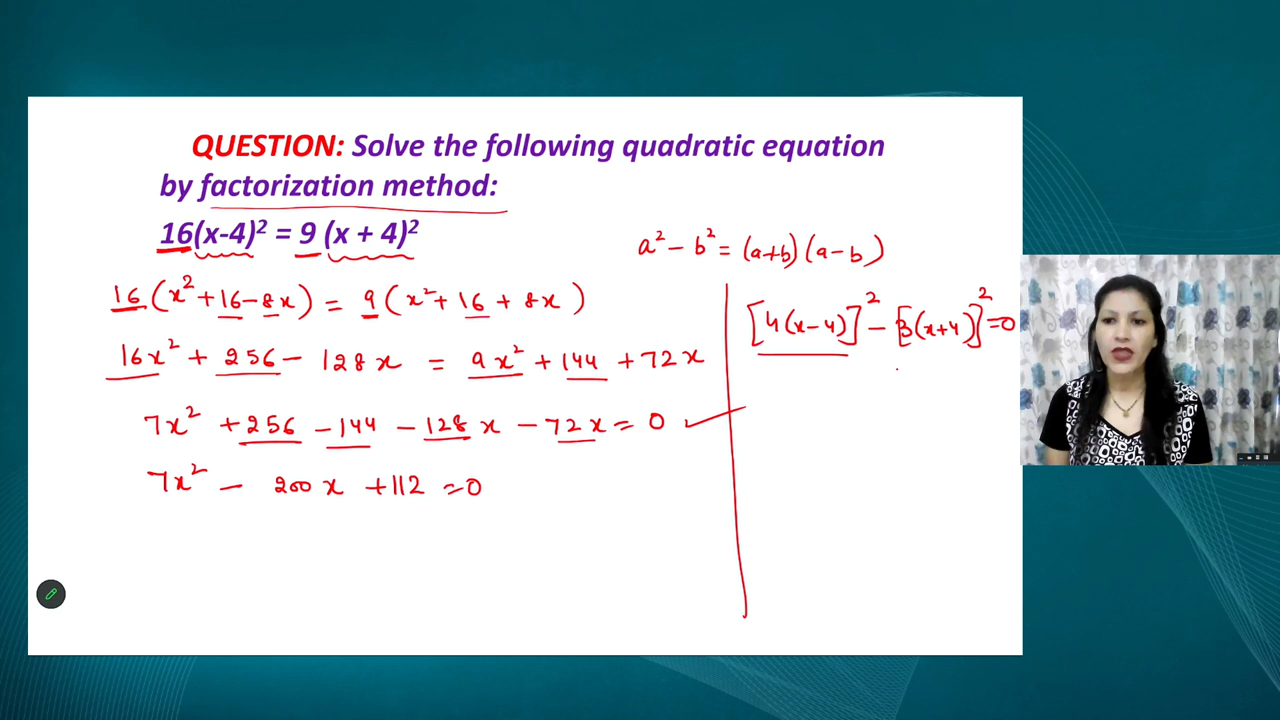 QUESTION: Solve the following quadratic equation
by factorization method:
16(x-4)² = 9 (x + 4)²
a² - b² = (a+b)(a-b)
16(x² + 16 - 8x) = 9(x² + 16 + 8x)
16x² + 256 - 128x = 9x² + 144 + 72x
7x² + 256 - 144 - 128x - 72x = 0 ✓
7x² - 200x + 112 = 0
[4(x-4)]² - [3(x+4)]² = 0